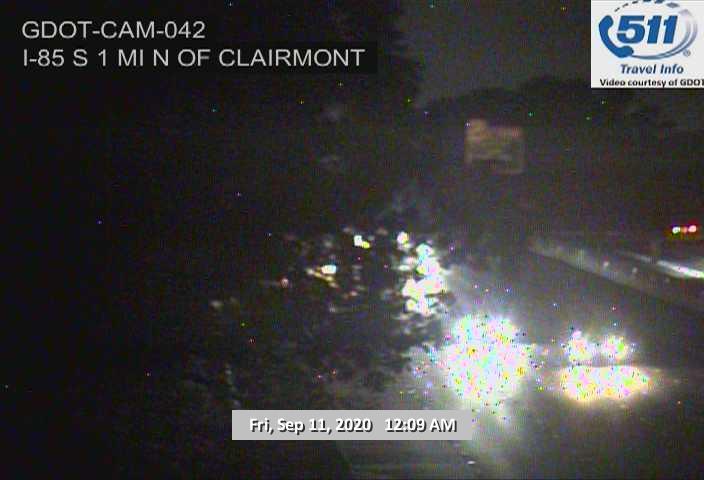 GDOT-CAM-042
I-85 S 1 MI N OF CLAIRMONT
511
Travel Info
Video courtesy of GDOT
Fri, Sep 11, 2020 12:09 AM